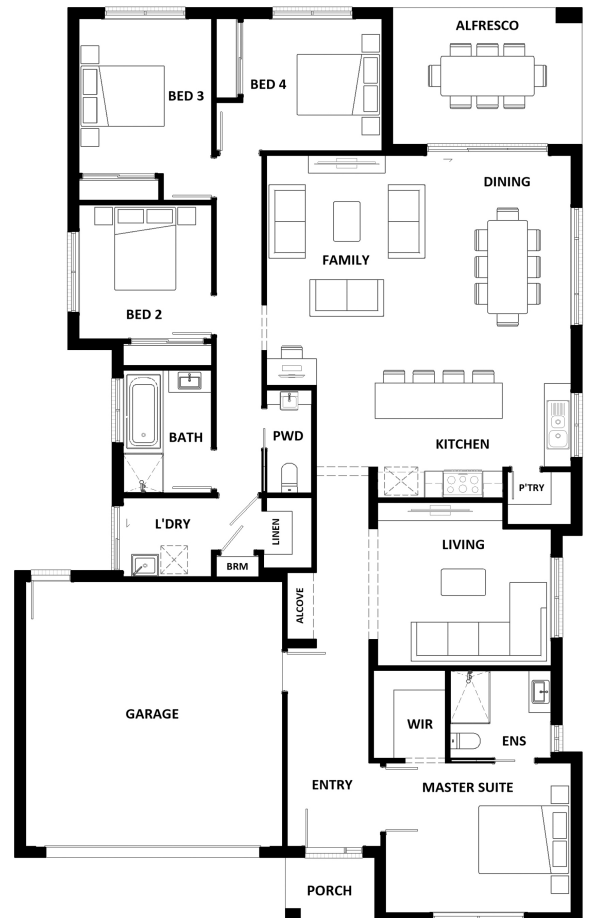 ALFRESCO
BED 3
BED 4
DINING
FAMILY
BED 2
BATH
PWD
KITCHEN
P'TRY
L'DRY
LINEN
LIVING
BRM
ALCOVE
GARAGE
WIR
ENS
ENTRY
MASTER SUITE
PORCH